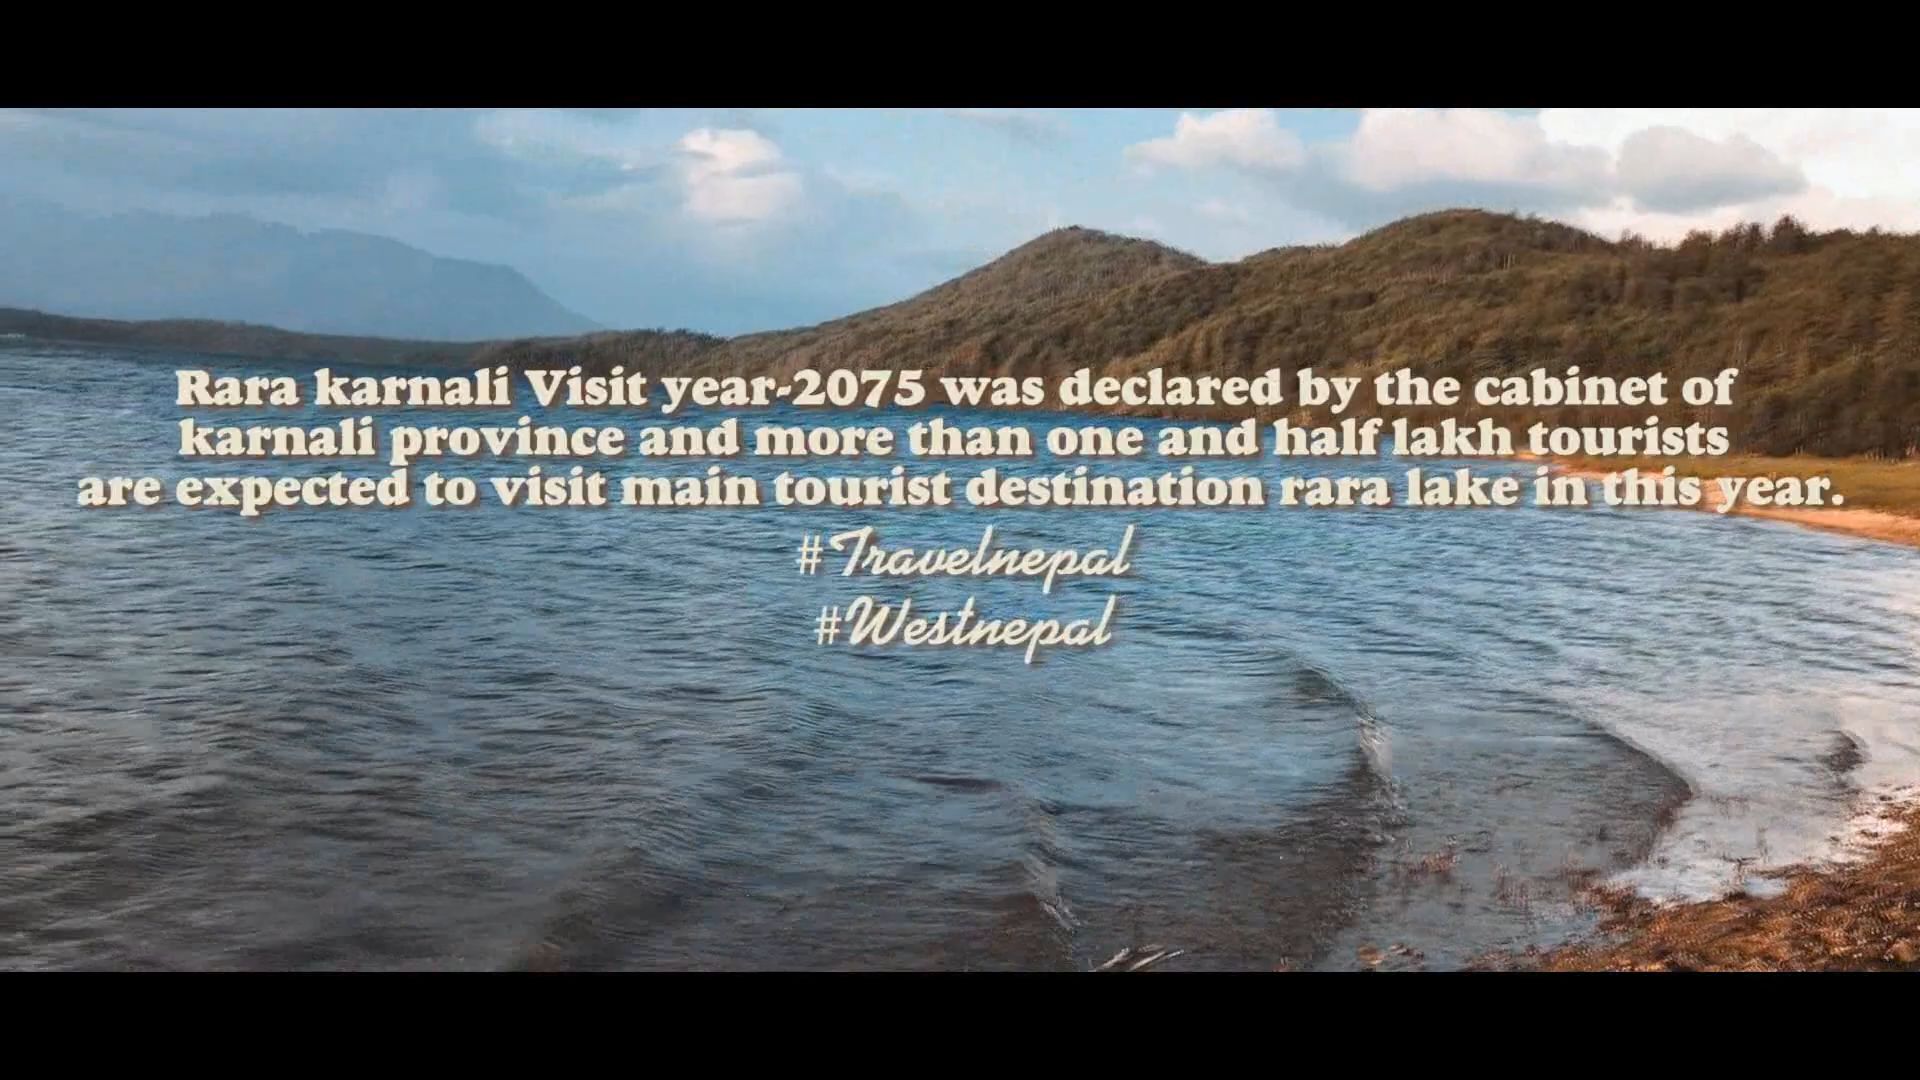 Rara karnali Visit year-2075 was declared by the cabinet of
karnali province and more than one and half lakh tourists
are expected to visit main tourist destination rara lake in this year.
#Travelnepal
#Westnepal